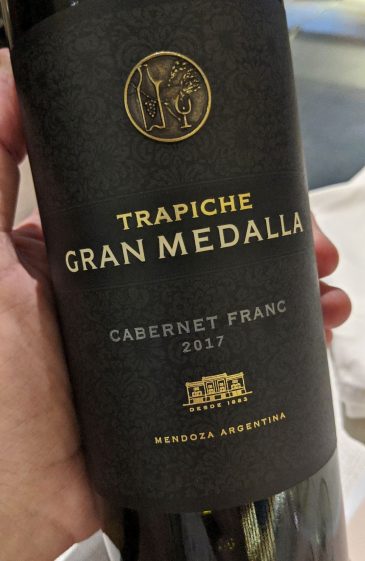 TRAPICHE
GRAN MEDALLA
CABERNET FRANC
2017
DESDE 1883
MENDOZA ARGENTINA